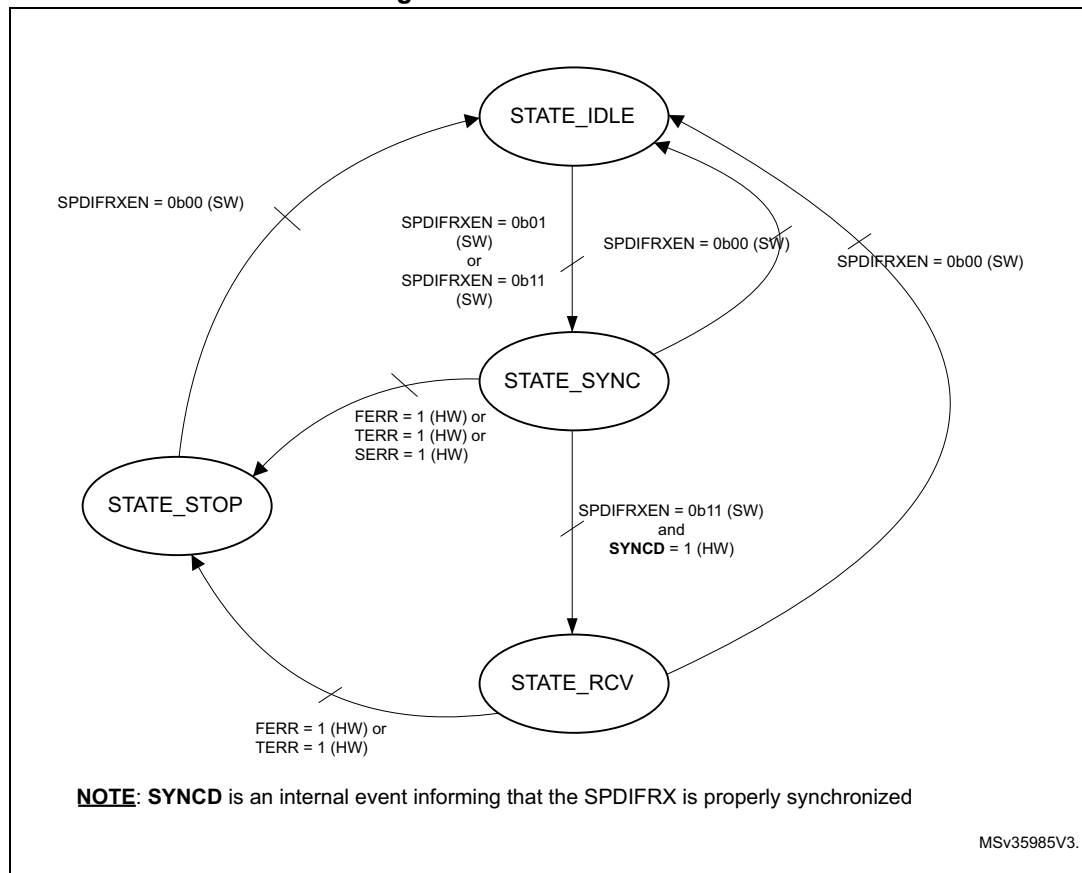 STATE_IDLE
SPDIFRXEN = 0b00 (SW)
SPDIFRXEN = 0b01
(SW)
or
SPDIFRXEN = 0b11
(SW)
SPDIFRXEN = 0b00 (SW)
SPDIFRXEN = 0b00 (SW)
STATE_SYNC
FERR = 1 (HW) or
TERR = 1 (HW) or
SERR = 1 (HW)
STATE_STOP
SPDIFRXEN = 0b11 (SW)
and
SYNCD = 1 (HW)
STATE_RCV
FERR = 1 (HW) or
TERR = 1 (HW)
NOTE: SYNCD is an internal event informing that the SPDIFRX is properly synchronized
MSv35985V3.